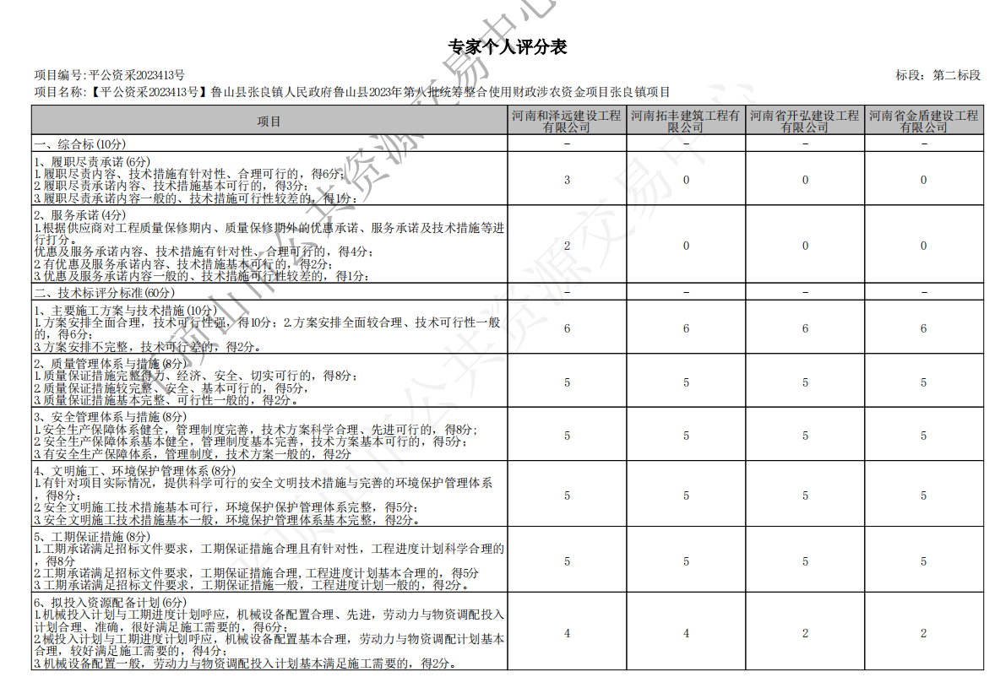 专家个人评分表
项目编号:平公资采2023413号
标段: 第二标段
项目名称:【平公资采2023413号】鲁山县张良镇人民政府鲁山县2023年第八批统筹整合使用财政涉农资金项目张良镇项目
项目
河南和泽远建设工程
有限公司
河南拓丰建筑工程有
限公司
河南省开弘建设工程
有限公司
河南省金盾建设工程
有限公司
一、综合标(10分)
- - - -
1、履职尽责承诺(6分)
1.履职尽责内容、技术措施有针对性、合理可行的，得6分；
2.履职尽责承诺内容、技术措施基本可行的，得3分；
3.履职尽责承诺内容一般的、技术措施可行性较差的，得1分；
3 0 0 0
2、服务承诺(4分)
1.根据供应商对工程质量保修期内、质量保修期外的优惠承诺、服务承诺及技术措施等进
行打分。
优惠及服务承诺内容、技术措施有针对性、合理可行的，得4分；
2.有优惠及服务承诺内容、技术措施基本可行的，得2分；
3.优惠及服务承诺内容一般的、技术措施可行性较差的，得1分；
2 0 0 0
二、技术标评分标准(60分)
- - - -
1、主要施工方案与技术措施(10分)
1.方案安排全面合理，技术可行性强，得10分；2.方案安排全面较合理、技术可行性一般
的，得6分；
3.方案安排不完整，技术可行差的，得2分。
6 6 6 6
2、质量管理体系与措施(8分)
1.质量保证措施完整得力、经济、安全、切实可行的，得8分；
2.质量保证措施较完整、安全、基本可行的，得5分，
3.质量保证措施基本完整、可行性一般的，得2分。
5 5 5 5
3、安全管理体系与措施(8分)
1.安全生产保障体系健全，管理制度完善，技术方案科学合理、先进可行的，得8分;
2.安全生产保障体系基本健全，管理制度基本完善，技术方案基本可行的，得5分；
3.有安全生产保障体系，管理制度，技术方案一般的，得2分
5 5 5 5
4、文明施工、环境保护管理体系(8分)
1.有针对项目实际情况，提供科学可行的安全文明技术措施与完善的环境保护管理体系
，得8分；
2.安全文明施工技术措施基本可行，环境保护保护管理体系完整，得5分；
3.安全文明施工技术措施基本一般，环境保护管理体系基本完整，得2分。
5 5 5 5
5、工期保证措施(8分)
1.工期承诺满足招标文件要求，工期保证措施合理且有针对性，工程进度计划科学合理的
，得8分
2.工期承诺满足招标文件要求，工期保证措施合理,工程进度计划基本合理的，得5分
3.工期承诺满足招标文件要求，工期保证措施一般，工程进度计划一般的，得2分。
5 5 5 5
6、拟投入资源配备计划(6分)
1.机械投入计划与工期进度计划呼应，机械设备配置合理、先进，劳动力与物资调配投入
计划合理、准确，很好满足施工需要的，得6分；
2.械投入计划与工期进度计划呼应，机械设备配置基本合理，劳动力与物资调配计划基本
合理，较好满足施工需要的，得4分；
3.机械设备配置一般，劳动力与物资调配投入计划基本满足施工需要的，得2分。
4 4 2 2
平顶山市公共资源交易中心
平顶山市公共资源交易中心